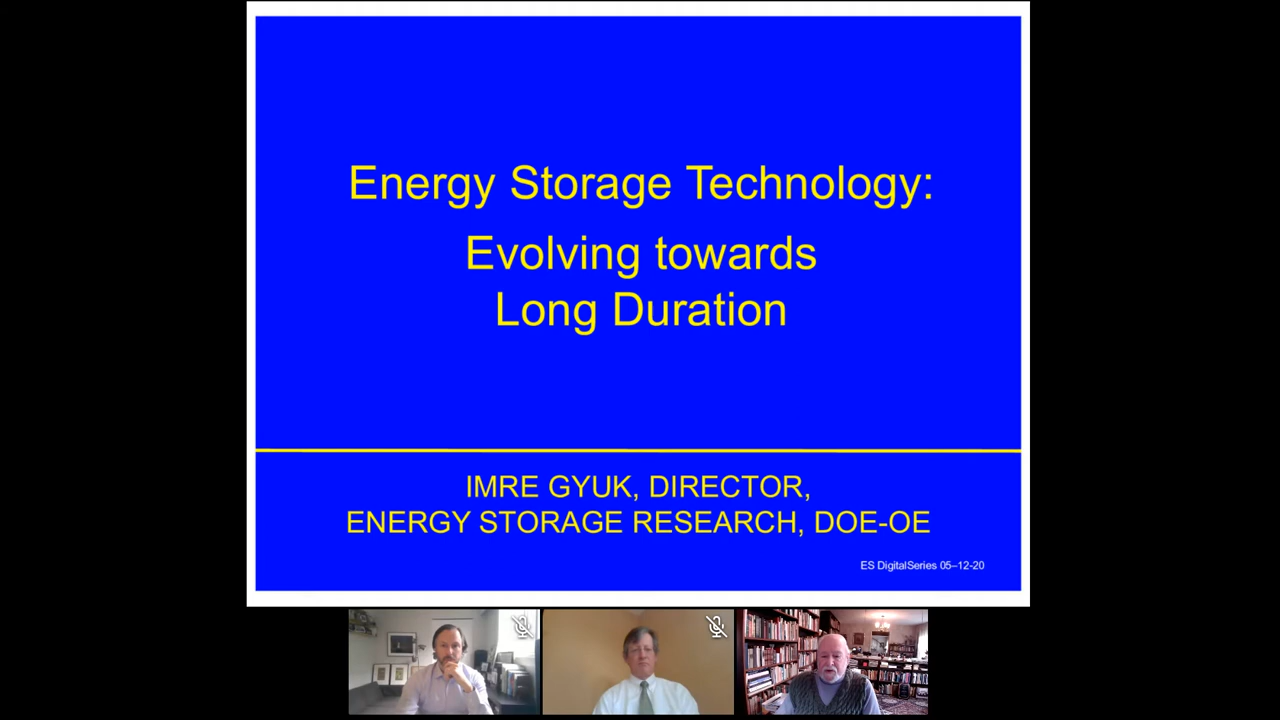 Energy Storage Technology:
Evolving towards
Long Duration
IMRE GYUK, DIRECTOR,
ENERGY STORAGE RESEARCH, DOE-OE
ES DigitalSeries 05–12-20